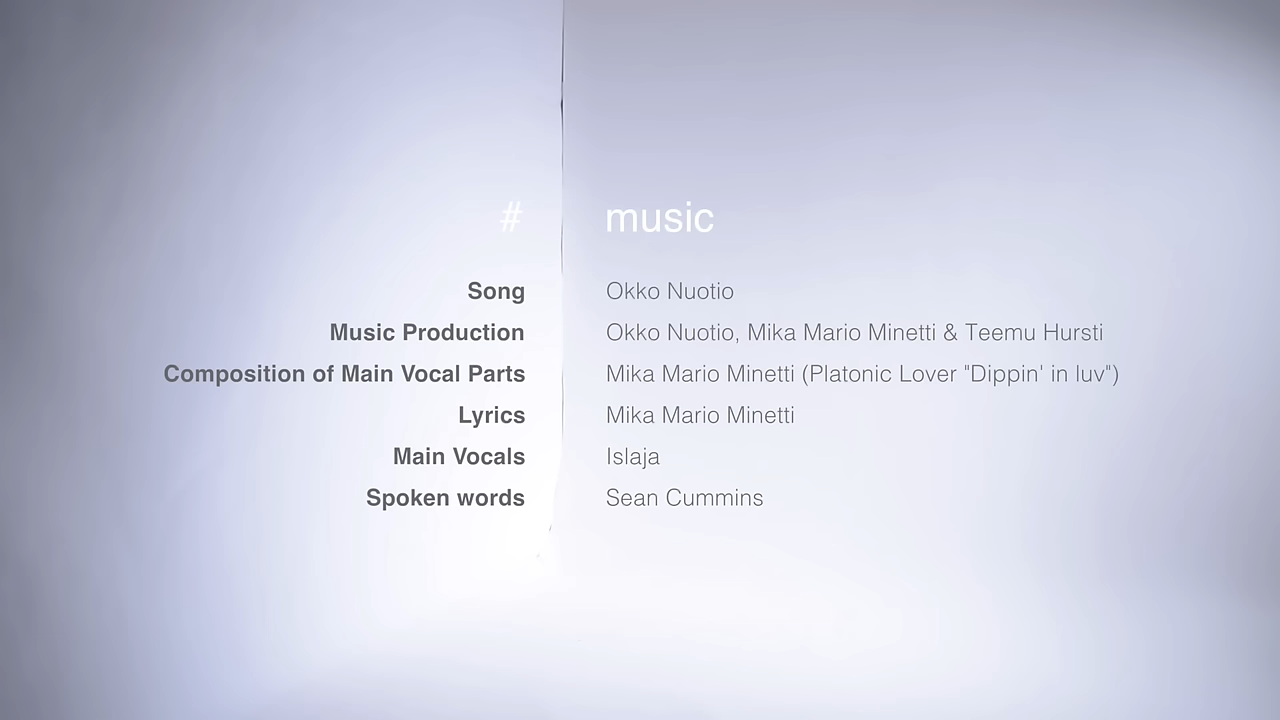 # music
Song Okko Nuotio
Music Production Okko Nuotio, Mika Mario Minetti & Teemu Hursti
Composition of Main Vocal Parts Mika Mario Minetti (Platonic Lover "Dippin' in luv")
Lyrics Mika Mario Minetti
Main Vocals Islaja
Spoken words Sean Cummins